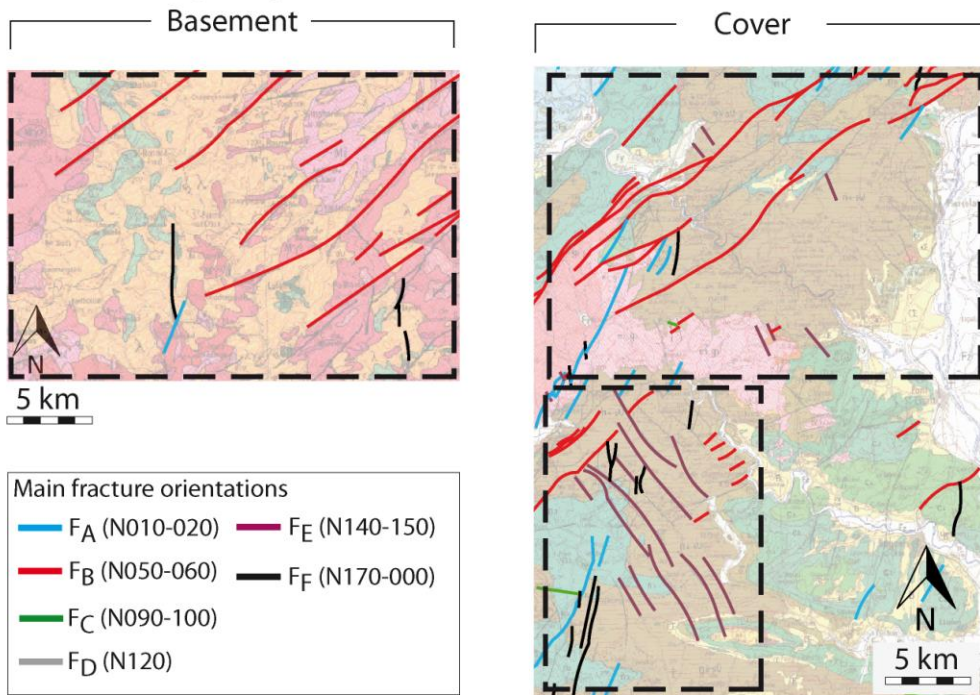 Basement
Cover
N
5 km
Main fracture orientations
FA (N010-020)
FB (N050-060)
FC (N090-100)
FD (N120)
FE (N140-150)
FF (N170-000)
N
5 km